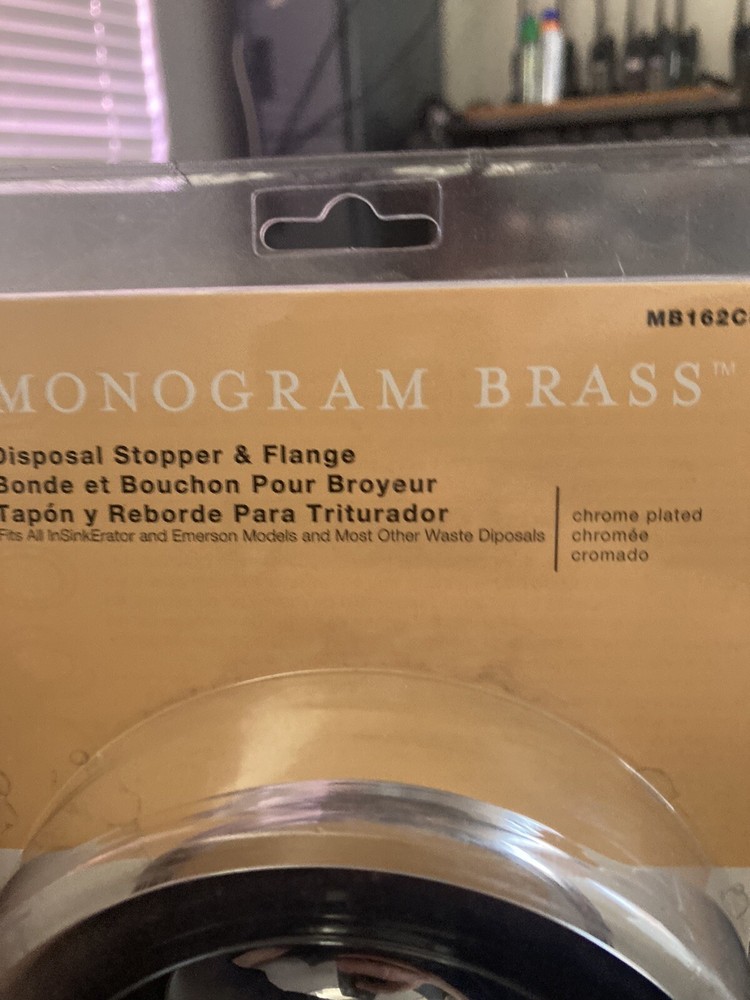 MB162C
MONOGRAM BRASS™
Disposal Stopper & Flange
Bonde et Bouchon Pour Broyeur
Tapón y Reborde Para Triturador
Fits All InSinkErator and Emerson Models and Most Other Waste Diposals
chrome plated
chromée
cromado